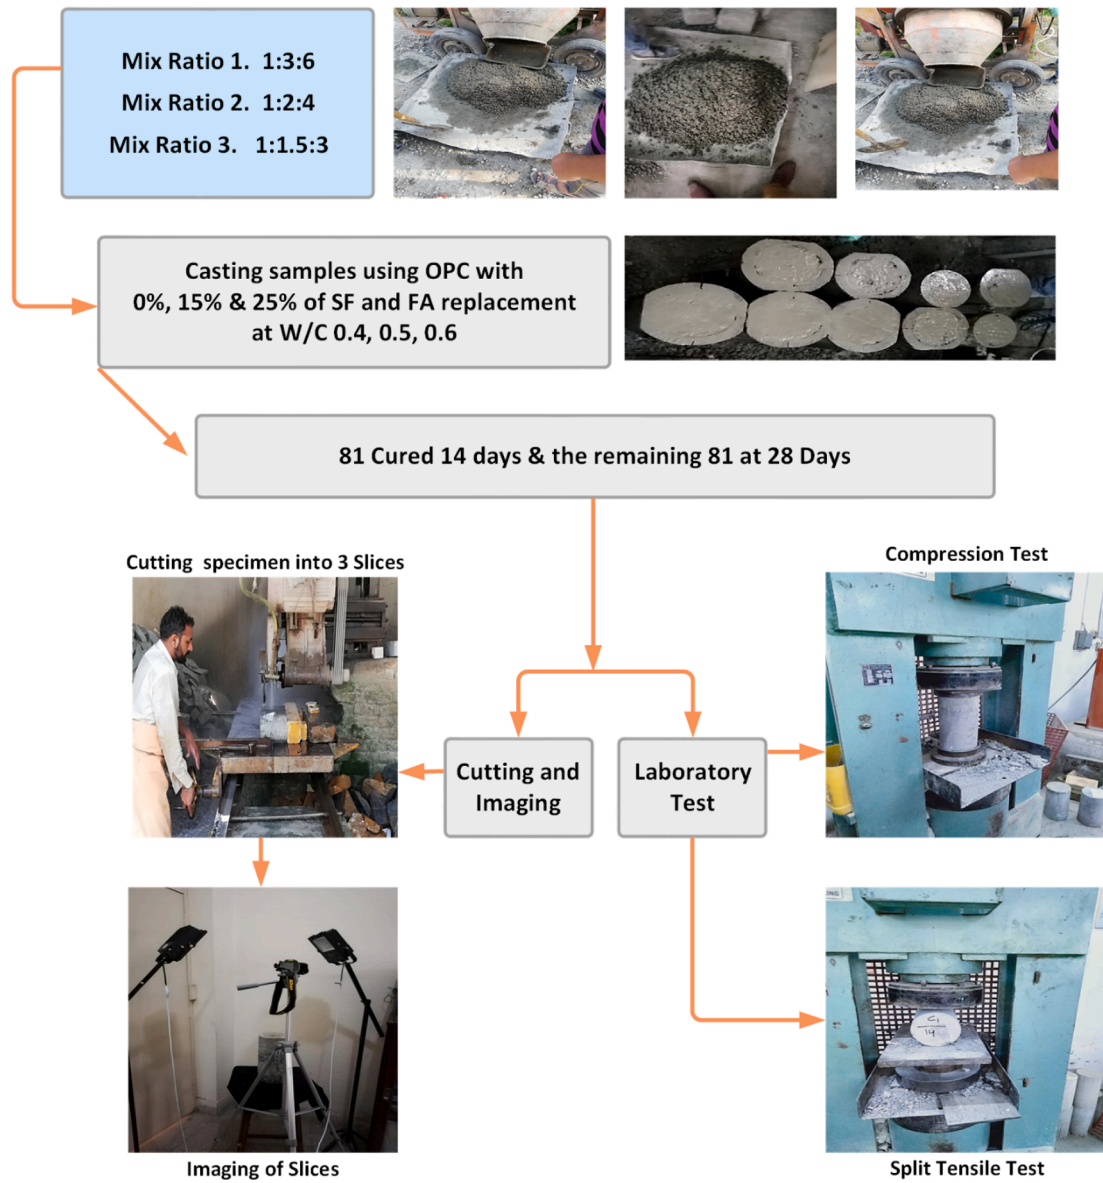 Mix Ratio 1.  1:3:6
Mix Ratio 2.  1:2:4
Mix Ratio 3.  1:1.5:3
Casting samples using OPC with
0%, 15% & 25% of SF and FA replacement
at W/C 0.4, 0.5, 0.6
81 Cured 14 days & the remaining 81 at 28 Days
Cutting  specimen into 3 Slices
Compression Test
Cutting and
Imaging
Laboratory
Test
C1
14
Imaging of Slices
Split Tensile Test